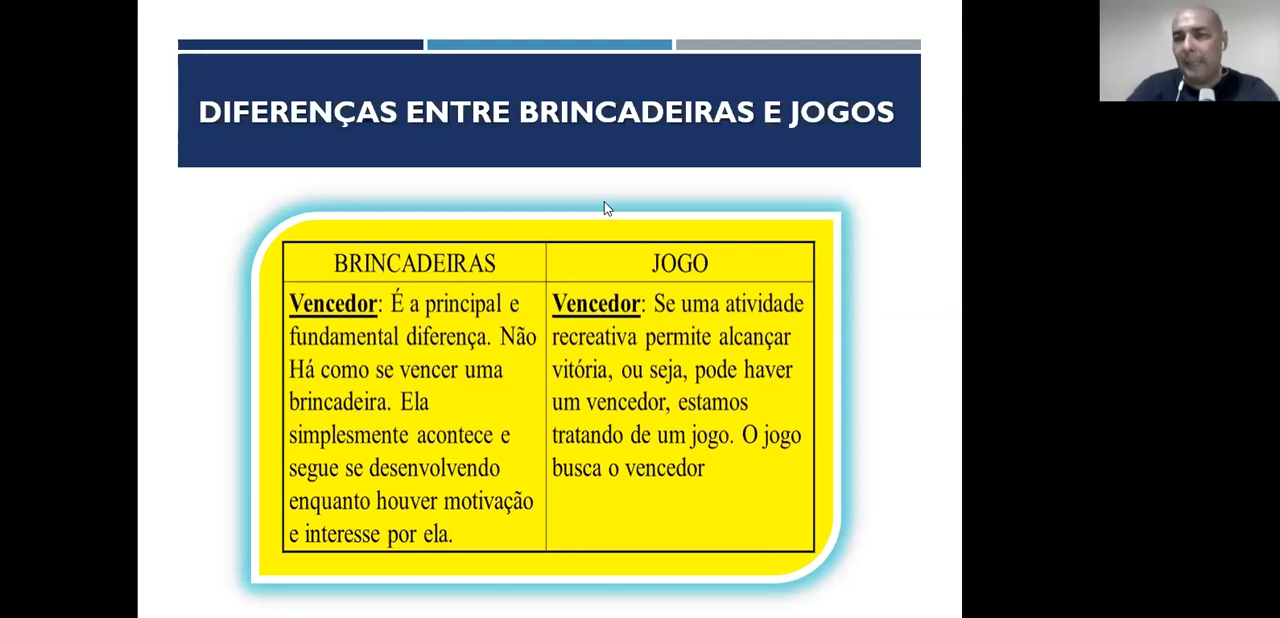 DIFERENÇAS ENTRE BRINCADEIRAS E JOGOS
BRINCADEIRAS
Vencedor: É a principal e
fundamental diferença. Não
Há como se vencer uma
brincadeira. Ela
simplesmente acontece e
segue se desenvolvendo
enquanto houver motivação
e interesse por ela.
JOGO
Vencedor: Se uma atividade
recreativa permite alcançar
vitória, ou seja, pode haver
um vencedor, estamos
tratando de um jogo. O jogo
busca o vencedor